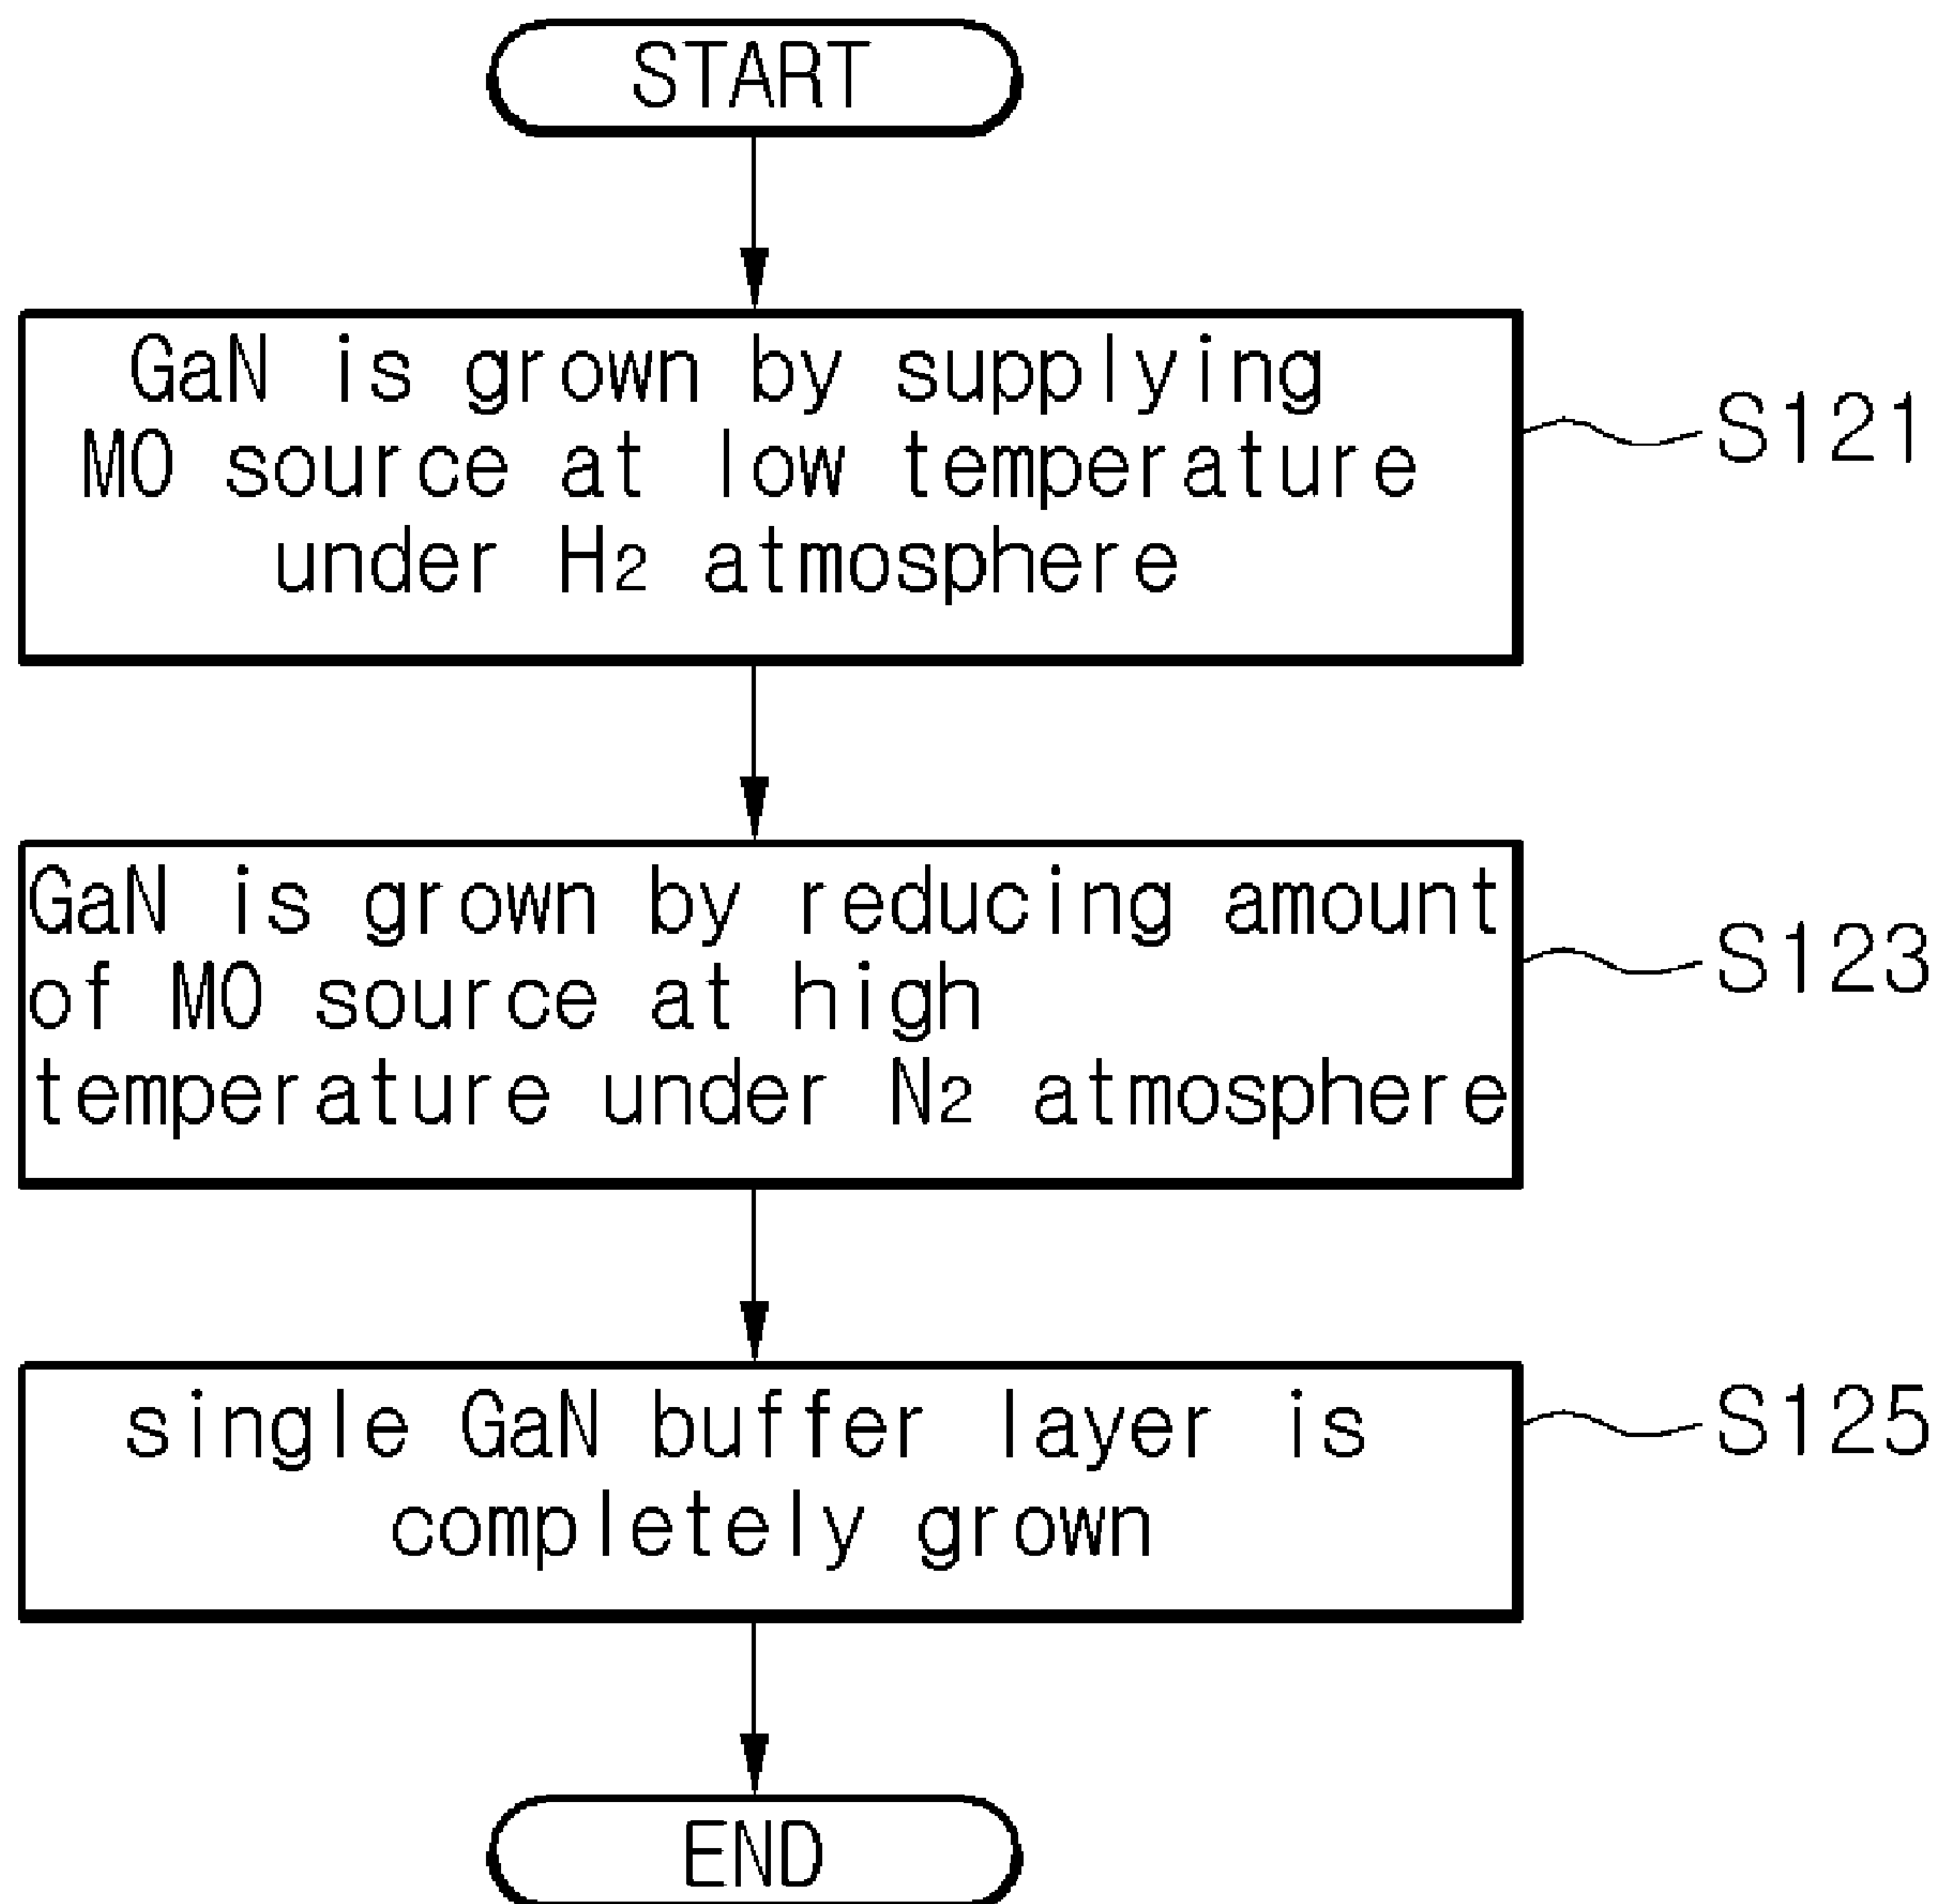 START
GaN is grown by supplying
MO source at low temperature
under H2 atmosphere
S121
GaN is grown by reducing amount
of MO source at high
temperature under N2 atmosphere
S123
single GaN buffer layer is
completely grown
S125
END